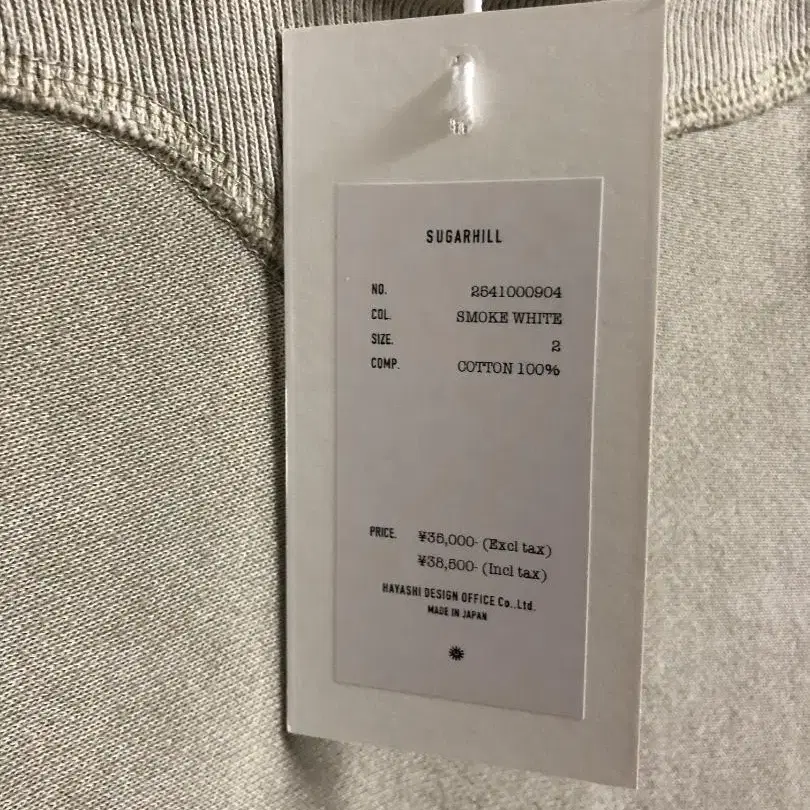 SUGARHILL
NO. 2541000904
COL. SMOKE WHITE
SIZE. 2
COMP. COTTON 100%
PRICE. ¥35,000- (Excl tax)
¥38,500- (Incl tax)
HAYASHI DESIGN OFFICE Co.,Ltd.
MADE IN JAPAN